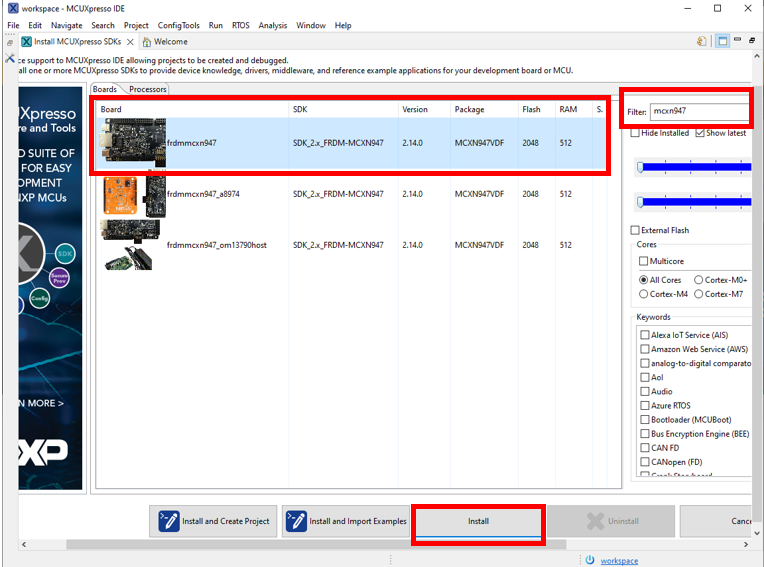 workspace - MCUXpresso IDE
File Edit Navigate Search Project ConfigTools Run RTOS Analysis Window Help
Install MCUXpresso SDKs Welcome
ce support to MCUXpresso IDE allowing projects to be created and debugged.
all one or more MCUXpresso SDKs to provide device knowledge, drivers, middleware, and reference example applications for your development board or MCU.
Xpresso
re and Tools
D SUITE OF
FOR EASY
OPMENT
NXP MCUs
X
SDK
Secure
Prov
Config
N MORE >
XP
Boards Processors
Board SDK Version Package Flash RAM S.
frdmmcxn947 SDK_2.x_FRDM-MCXN947 2.14.0 MCXN947VDF 2048 512
frdmmcxn947_a8974 SDK_2.x_FRDM-MCXN947 2.14.0 MCXN947VDF 2048 512
frdmmcxn947_om13790host SDK_2.x_FRDM-MCXN947 2.14.0 MCXN947VDF 2048 512
Filter: mcxn947
Hide Installed Show latest
External Flash
Cores
Multicore
All Cores Cortex-M0+
Cortex-M4 Cortex-M7
Keywords
Alexa IoT Service (AIS)
Amazon Web Service (AWS)
analog-to-digital comparato
AoI
Audio
Azure RTOS
Bootloader (MCUBoot)
Bus Encryption Engine (BEE)
CAN FD
CANopen (FD)
Install and Create Project Install and Import Examples Install Uninstall Canc
workspace